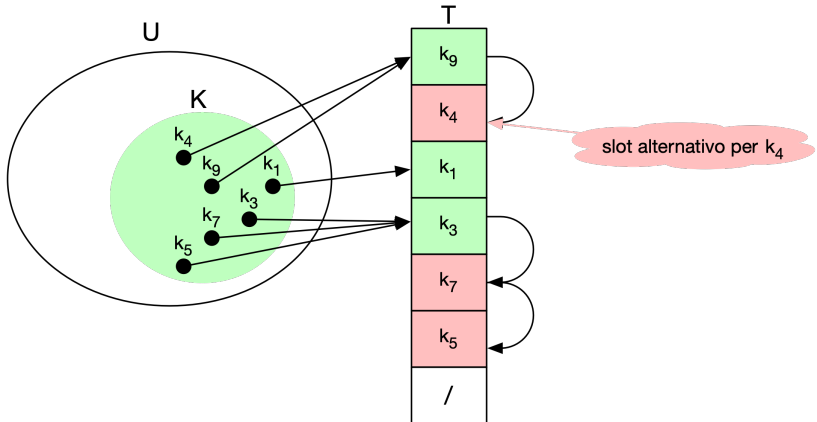 U
T
K
k4
k9
k1
k3
k7
k5
k9
k4
k1
k3
k7
k5
/
slot alternativo per k4